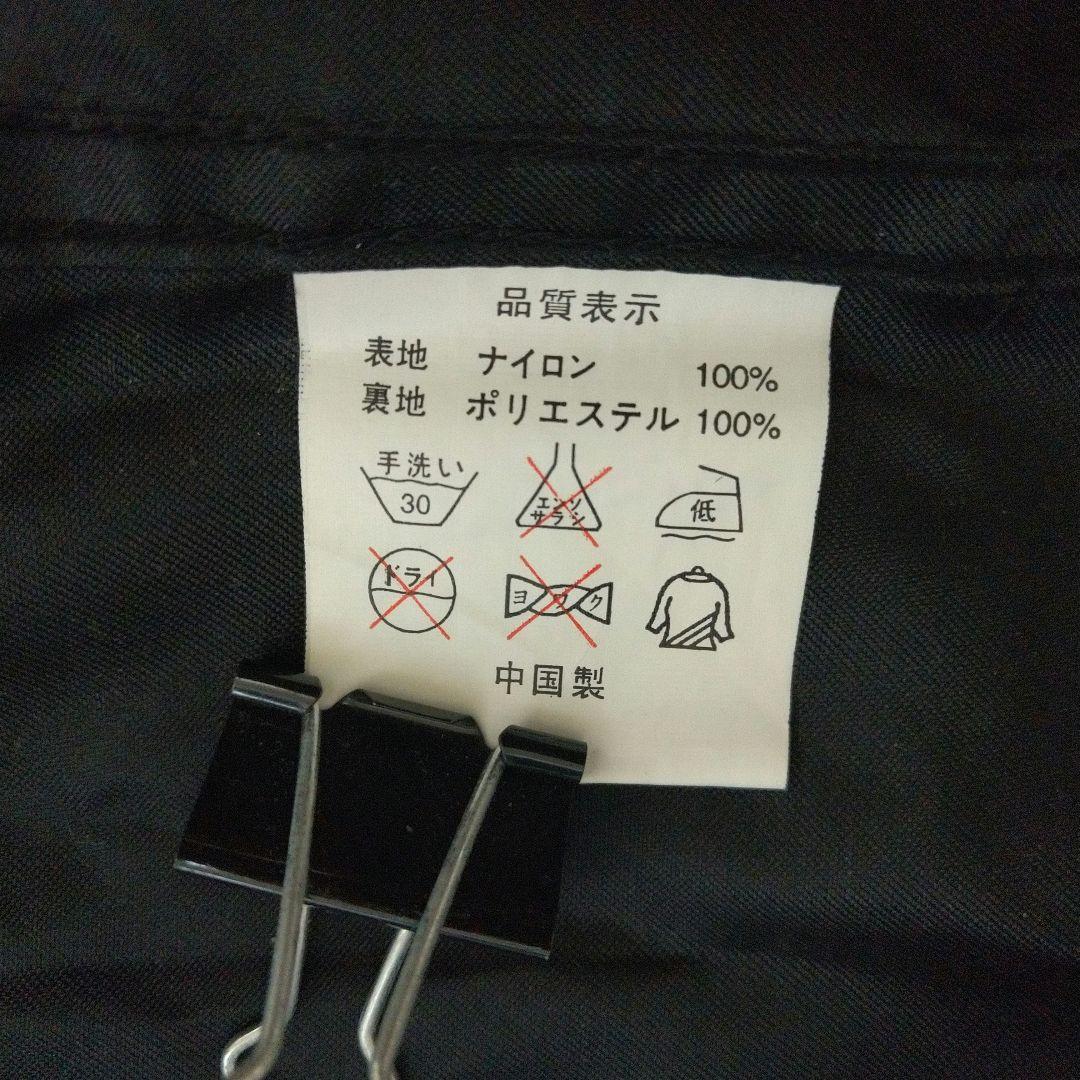 品質表示
表地 ナイロン 100%
裏地 ポリエステル 100%
手洗い
30
エンソ
サラシ
低
ドライ
ヨワク
中国製